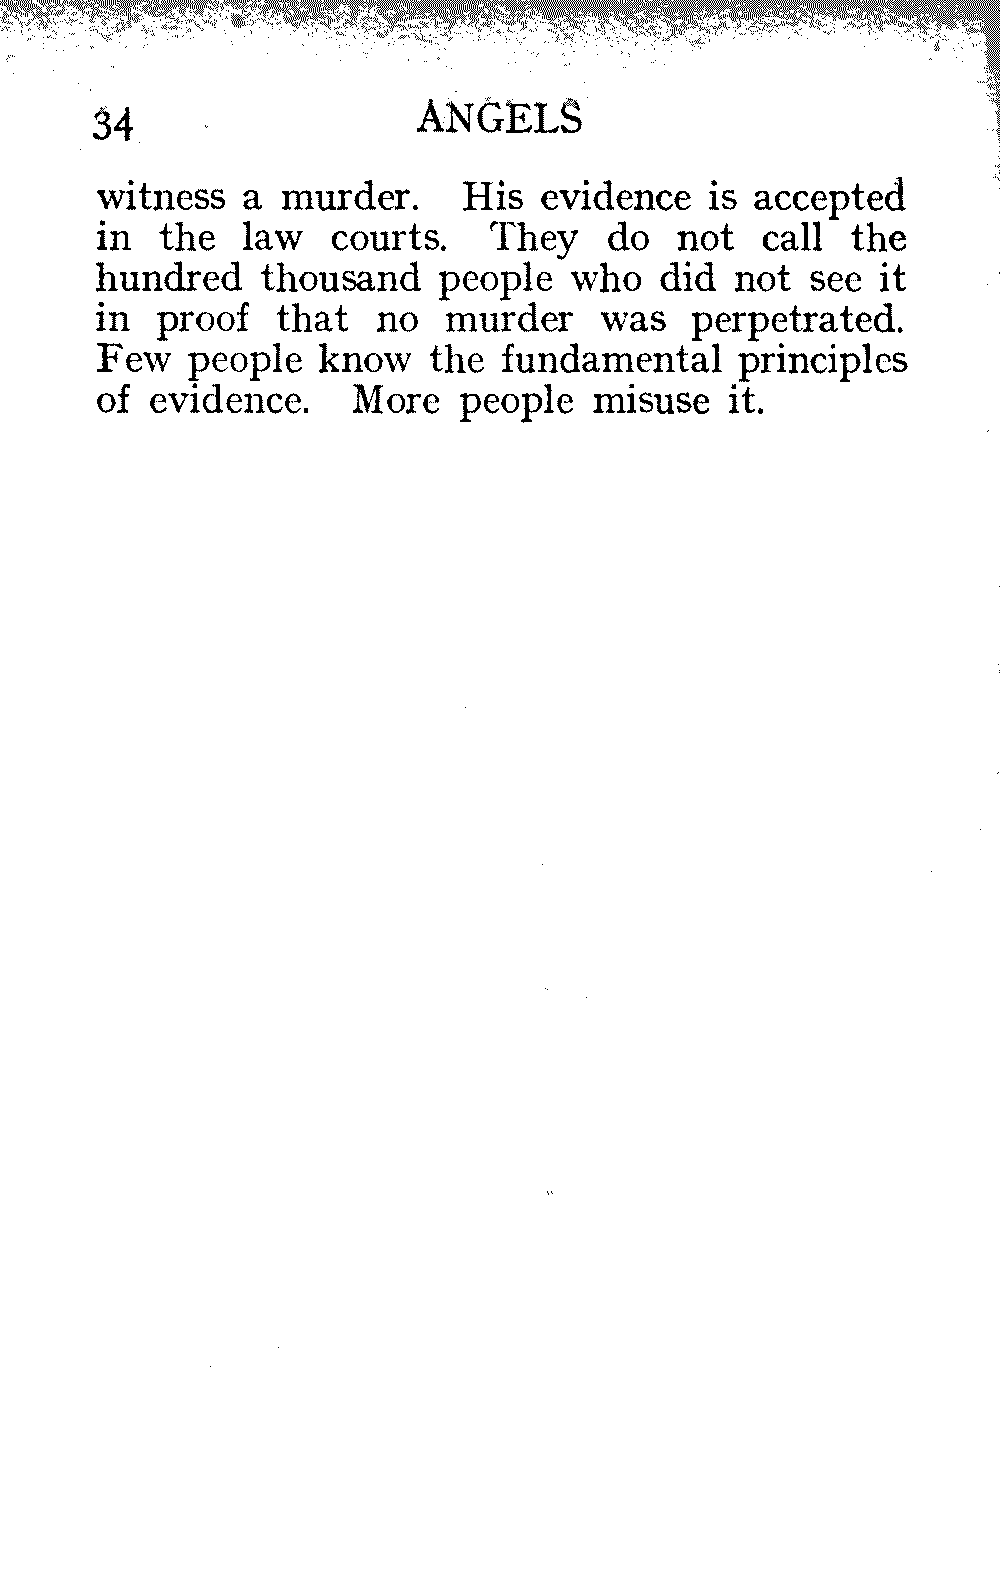 34 ANGELS
witness a murder. His evidence is accepted
in the law courts. They do not call the
hundred thousand people who did not see it
in proof that no murder was perpetrated.
Few people know the fundamental principles
of evidence. More people misuse it.